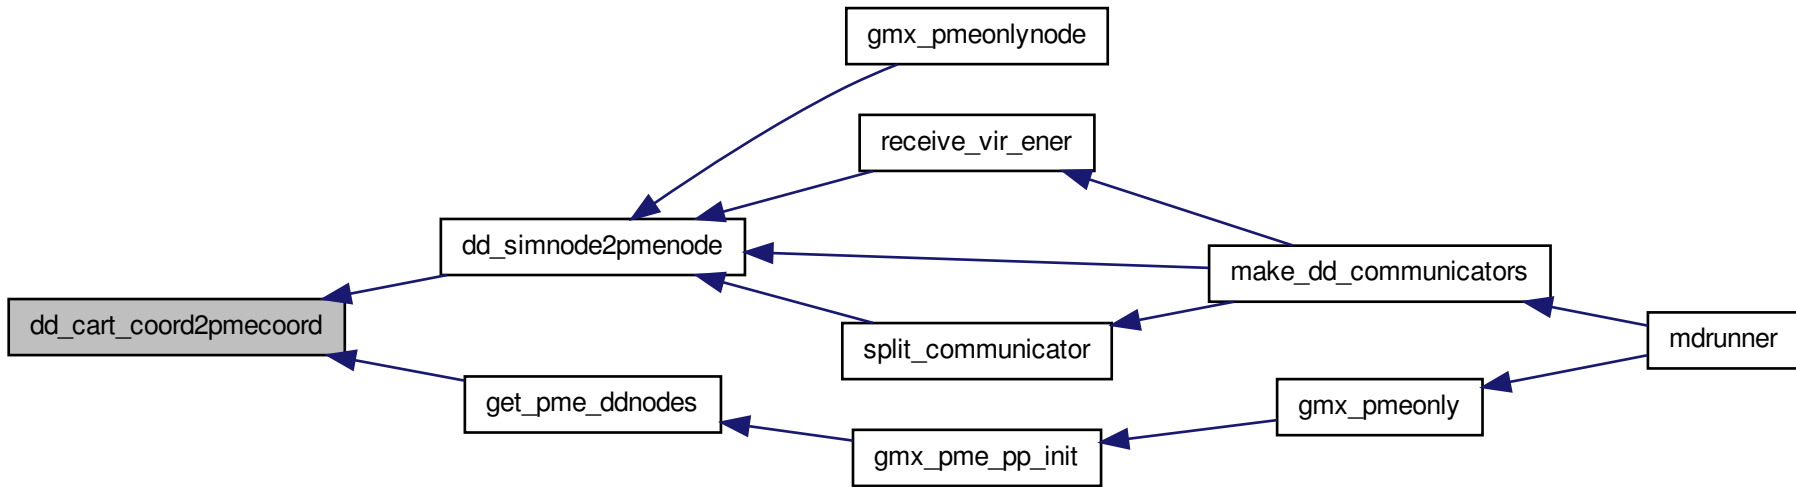 gmx_pmeonlynode
receive_vir_ener
dd_simnode2pmenode
make_dd_communicators
dd_cart_coord2pmecoord
split_communicator
mdrunner
get_pme_ddnodes
gmx_pmeonly
gmx_pme_pp_init